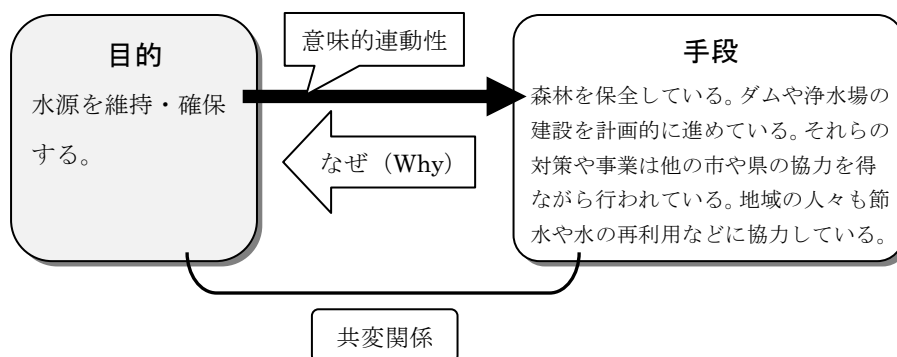 目的
水源を維持・確保
する。
意味的連動性
なぜ（Why）
手段
森林を保全している。ダムや浄水場の
建設を計画的に進めている。それらの
対策や事業は他の市や県の協力を得
ながら行われている。地域の人々も節
水や水の再利用などに協力している。
共変関係